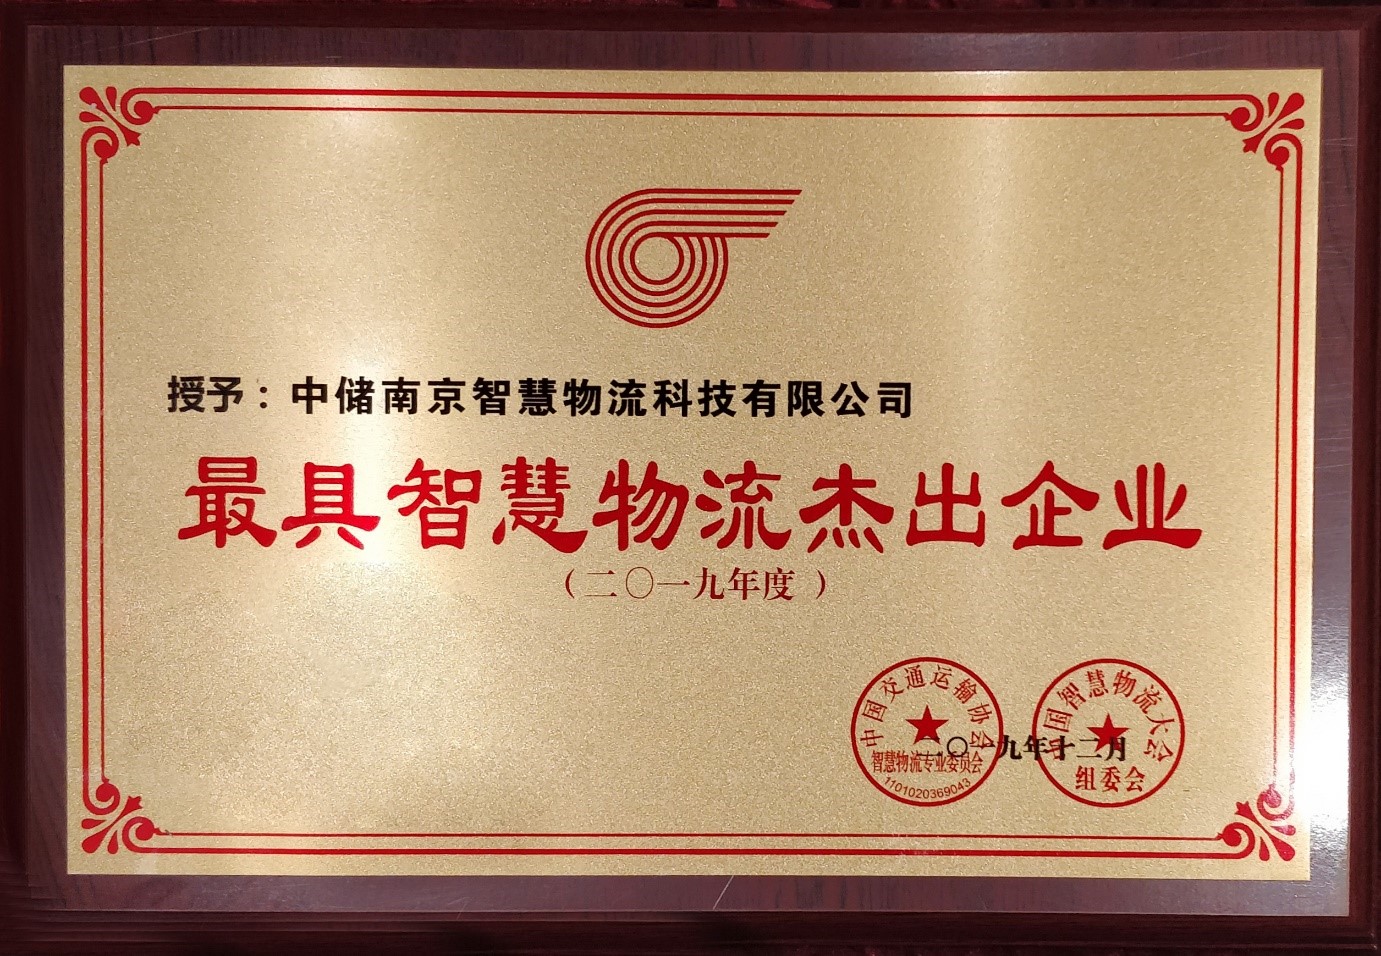 授予：中储南京智慧物流科技有限公司
最具智慧物流杰出企业
（二〇一九年度）
中国交通运输协会
智慧物流专业委员会
1101020369043
中国智慧物流大会
组委会
二〇一九年十二月